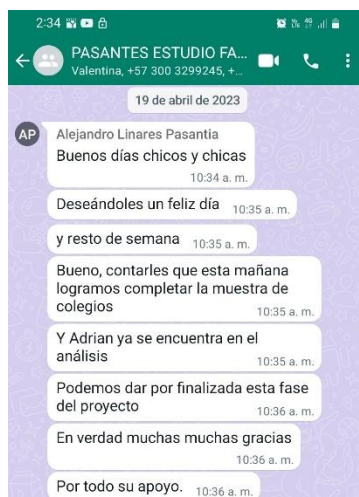 2:34
PASANTES ESTUDIO FA...
Valentina, +57 300 3299245, +...
19 de abril de 2023
AP
Alejandro Linares Pasantia
Buenos días chicos y chicas
10:34 a. m.
Deseándoles un feliz día 10:35 a. m.
y resto de semana 10:35 a. m.
Bueno, contarles que esta mañana
logramos completar la muestra de
colegios
10:35 a. m.
Y Adrian ya se encuentra en el
análisis
10:35 a. m.
Podemos dar por finalizada esta fase
del proyecto
10:36 a. m.
En verdad muchas muchas gracias
10:36 a. m.
Por todo su apoyo. 10:36 a. m.